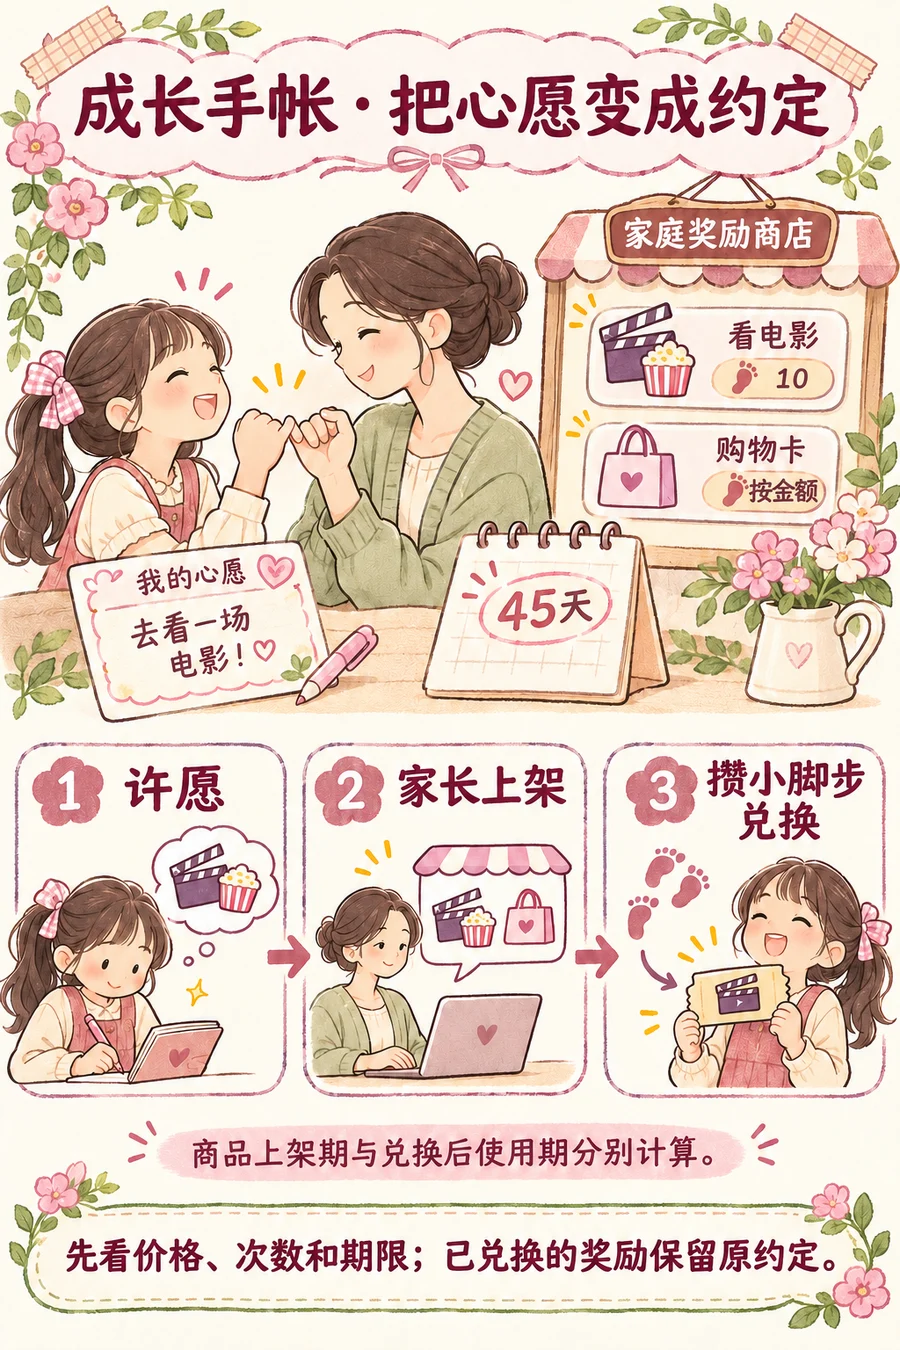 成长手帐·把心愿变成约定
家庭奖励商店
看电影
10
购物卡
按金额
我的心愿
去看一场
电影！
45天
1 许愿
2 家长上架
3 攒小脚步
兑换
商品上架期与兑换后使用期分别计算。
先看价格、次数和期限；已兑换的奖励保留原约定。